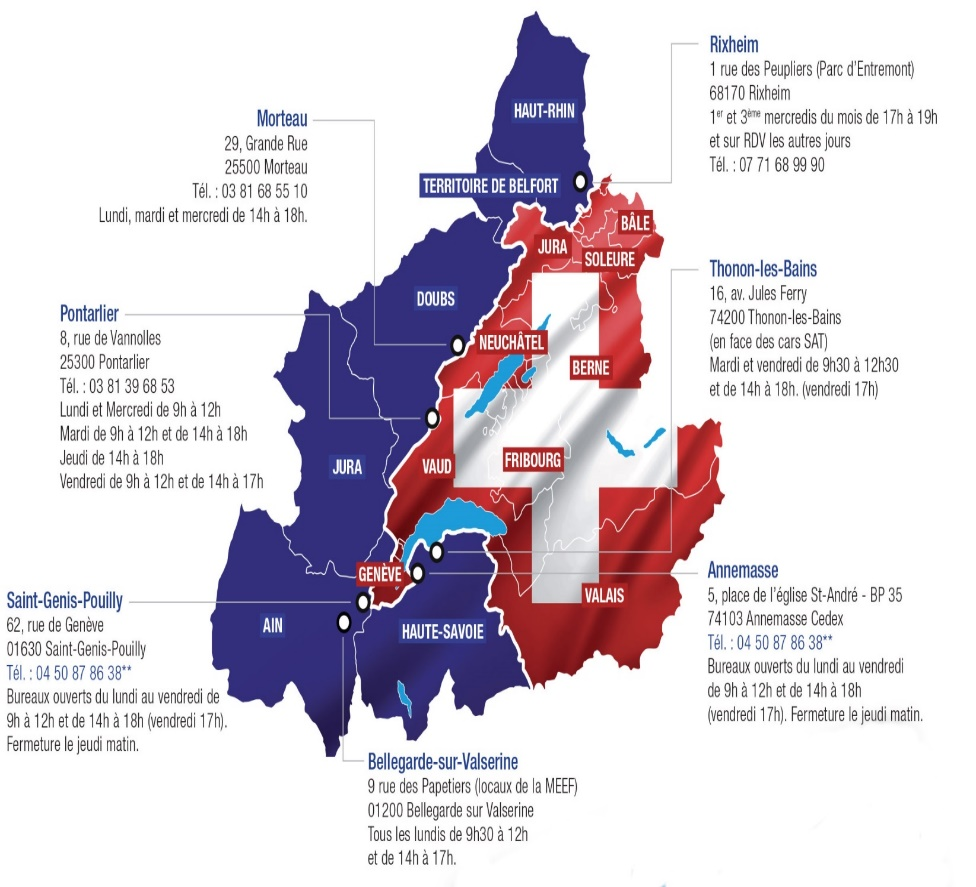 Rixheim
1 rue des Peupliers (Parc d'Entremont)
68170 Rixheim
1er et 3ème mercredis du mois de 17h à 19h
et sur RDV les autres jours
Tél. : 07 71 68 99 90
Morteau
29, Grande Rue
25500 Morteau
Tél. : 03 81 68 55 10
Lundi, mardi et mercredi de 14h à 18h.
HAUT-RHIN
TERRITOIRE DE BELFORT
BÂLE
JURA
SOLEURE
DOUBS
NEUCHÂTEL
BERNE
Thonon-les-Bains
16, av. Jules Ferry
74200 Thonon-les-Bains
(en face des cars SAT)
Mardi et vendredi de 9h30 à 12h30
et de 14h à 18h. (vendredi 17h)
Pontarlier
8, rue de Vannolles
25300 Pontarlier
Tél. : 03 81 39 68 53
Lundi et Mercredi de 9h à 12h
Mardi de 9h à 12h et de 14h à 18h
Jeudi de 14h à 18h
Vendredi de 9h à 12h et de 14h à 17h
JURA
VAUD
FRIBOURG
GENÈVE
VALAIS
AIN
HAUTE-SAVOIE
Annemasse
5, place de l'église St-André - BP 35
74103 Annemasse Cedex
Tél. : 04 50 87 86 38**
Bureaux ouverts du lundi au vendredi
de 9h à 12h et de 14h à 18h
(vendredi 17h). Fermeture le jeudi matin.
Saint-Genis-Pouilly
62, rue de Genève
01630 Saint-Genis-Pouilly
Tél. : 04 50 87 86 38**
Bureaux ouverts du lundi au vendredi de
9h à 12h et de 14h à 18h (vendredi 17h).
Fermeture le jeudi matin.
Bellegarde-sur-Valserine
9 rue des Papetiers (locaux de la MEEF)
01200 Bellegarde sur Valserine
Tous les lundis de 9h30 à 12h
et de 14h à 17h.